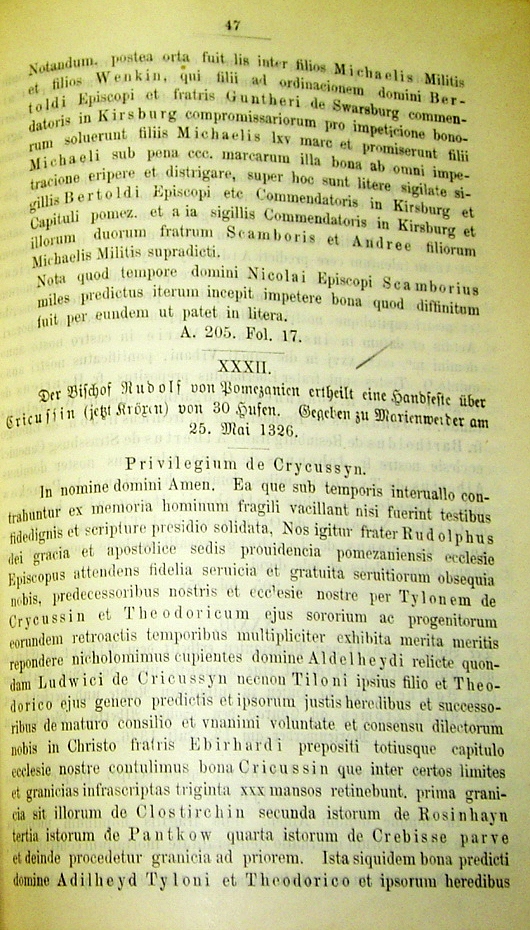 47
Notandum. postea orta fuit lis inter filios Michaelis Militis
et filios Wenkin, qui filii ad ordinacionem domini Ber-
toldi Episcopi et fratris Guntheri de Swarsburg commen-
datoris in Kirsburg compromissariorum pro impeticione bono-
rum soluerunt filiis Michaelis lxv marc et promiserunt filii
Michaeli sub pena ccc. marcarum illa bona ab omni impe-
tracione eripere et distrigare, super hoc sunt litere sigilate si-
gillis Bertoldi Episcopi etc Commendatoris in Kirsburg et
Capituli pomez. et a ia sigillis Commendatoris in Kirsburg et
illorum duorum fratrum Scamboris et Andree filiorum
Michaelis Militis supradicti.
Nota quod tempore domini Nicolai Episcopi Scamborius
miles predictus iterum incepit impetere bona quod diffinitum
fuit per eundem ut patet in litera.
A. 205. Fol. 17.
XXXII.
Der Bischof Rudolf von Pomezanien ertheilt eine Handfeste über
Cricussin (jetzt Krözen) von 30 Hufen. Gegeben zu Marienwerder am
25. Mai 1326.
Privilegium de Crycussyn.
In nomine domini Amen. Ea que sub temporis interuallo con-
trahuntur ex memoria hominum fragili vacillant nisi fuerint testibus
fidedignis et scripture presidio solidata, Nos igitur frater Rudolphus
dei gracia et apostolice sedis prouidencia pomezaniensis ecclesie
Episcopus attendens fidelia seruicia et gratuita seruitiorum obsequia
nobis, predecessoribus nostris et ecclesie nostre per Tylonem de
Crycussin et Theodoricum ejus sororium ac progenitorum
eorundem retroactis temporibus multipliciter exhibita merita meritis
repondere nicholomimus cupientes domine Aldelheydi relicte quon-
dam Ludwici de Cricussyn necnon Tiloni ipsius filio et Theo-
dorico ejus genero predictis et ipsorum justis heredibus et successo-
ribus de maturo consilio et vnanimi voluntate et consensu dilectorum
nobis in Christo fratris Ebirhardi prepositi totiusque capitulo
ecclesie nostre contulimus bona Cricussin que inter certos limites
et granicias infrascriptas triginta xxx mansos retinebunt. prima grani-
cia sit illorum de Clostirchin secunda istorum de Rosinhayn
tertia istorum de Pantkow quarta istorum de Crebisse parve
et deinde procedetur granicia ad priorem. Ista siquidem bona predicti
domine Adilheyd Tyloni et Theodorico et ipsorum heredibus